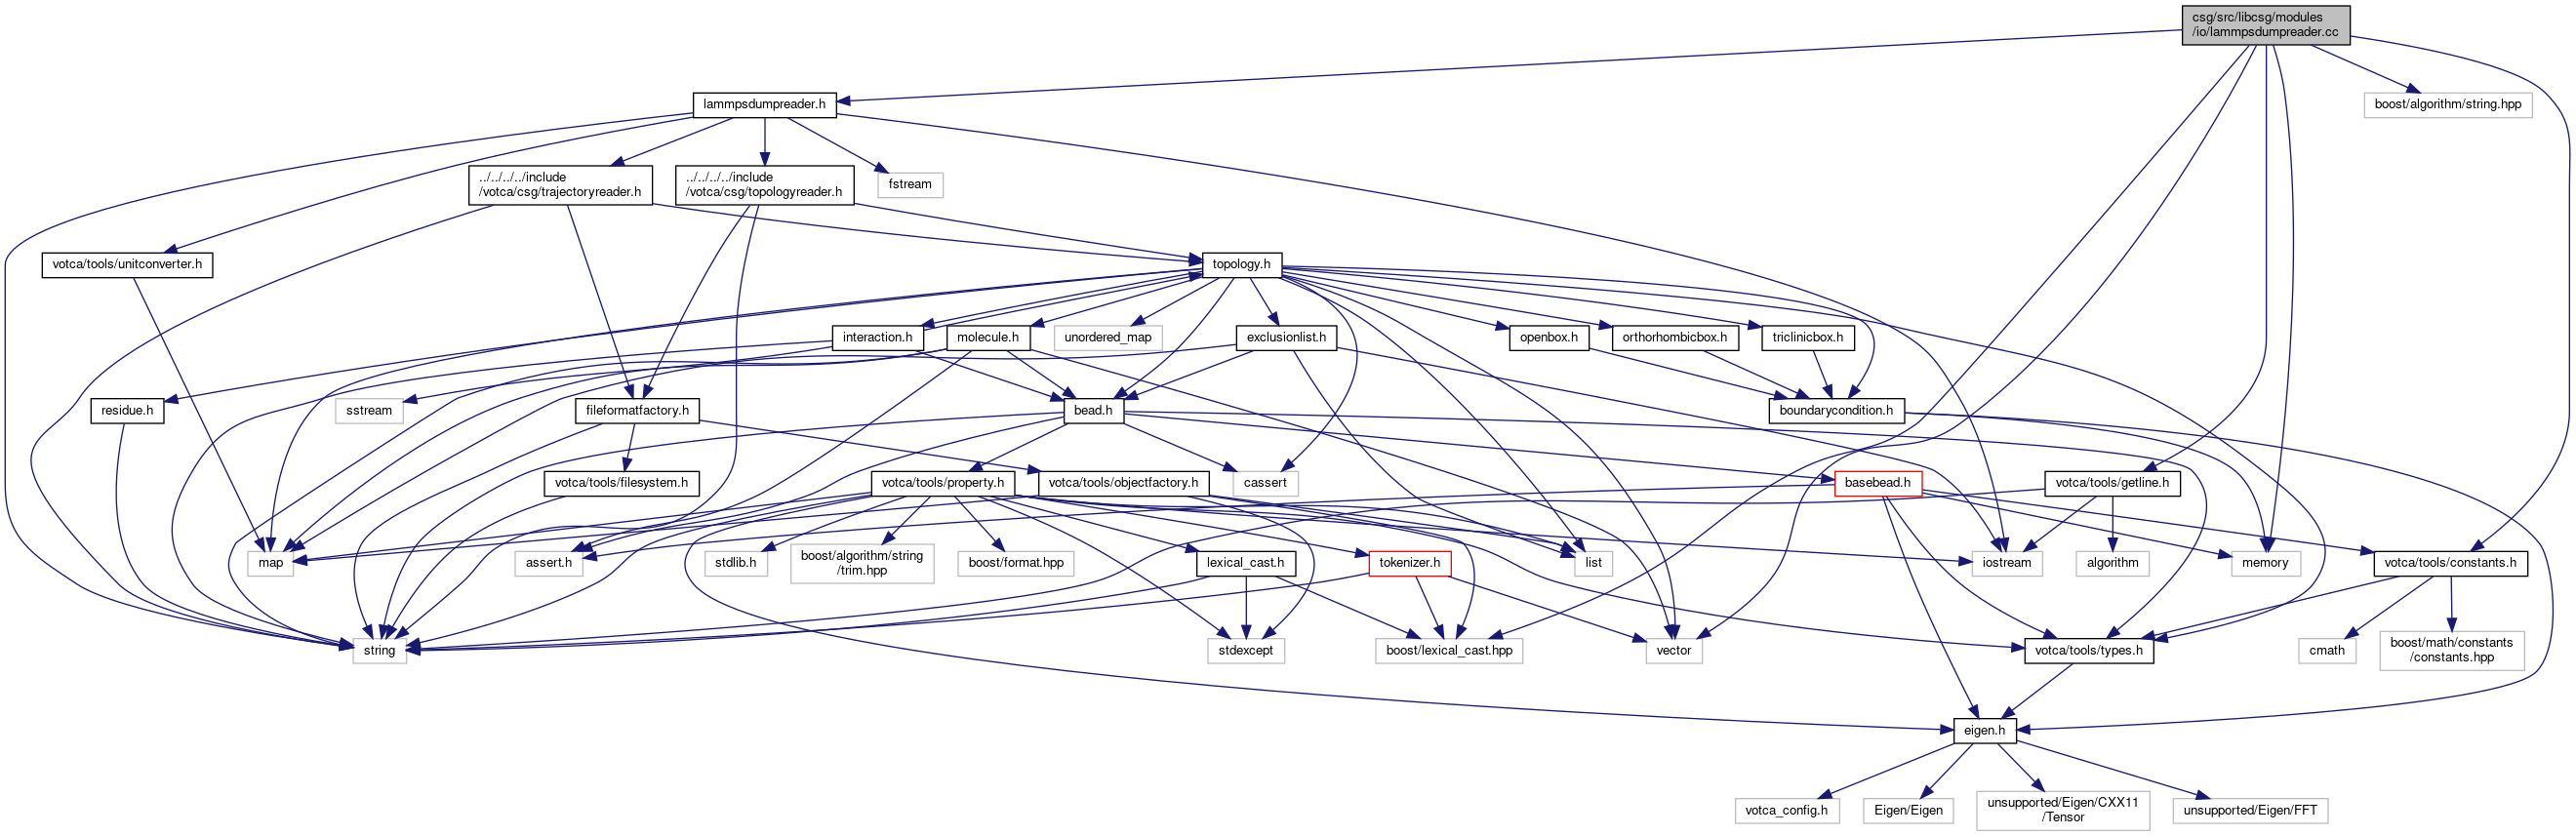 csg/src/libcsg/modules
/io/lammpsdumpreader.cc
lammpsdumpreader.h
boost/algorithm/string.hpp
../../../../include
/votca/csg/trajectoryreader.h
../../../../include
/votca/csg/topologyreader.h
fstream
votca/tools/unitconverter.h
topology.h
interaction.h
molecule.h
unordered_map
exclusionlist.h
openbox.h
orthorhombicbox.h
triclinicbox.h
residue.h
sstream
fileformatfactory.h
bead.h
boundarycondition.h
votca/tools/filesystem.h
votca/tools/property.h
votca/tools/objectfactory.h
cassert
basebead.h
votca/tools/getline.h
map
assert.h
stdlib.h
boost/algorithm/string
/trim.hpp
boost/format.hpp
lexical_cast.h
tokenizer.h
list
iostream
algorithm
memory
votca/tools/constants.h
string
stdexcept
boost/lexical_cast.hpp
vector
votca/tools/types.h
cmath
boost/math/constants
/constants.hpp
eigen.h
votca_config.h
Eigen/Eigen
unsupported/Eigen/CXX11
/Tensor
unsupported/Eigen/FFT